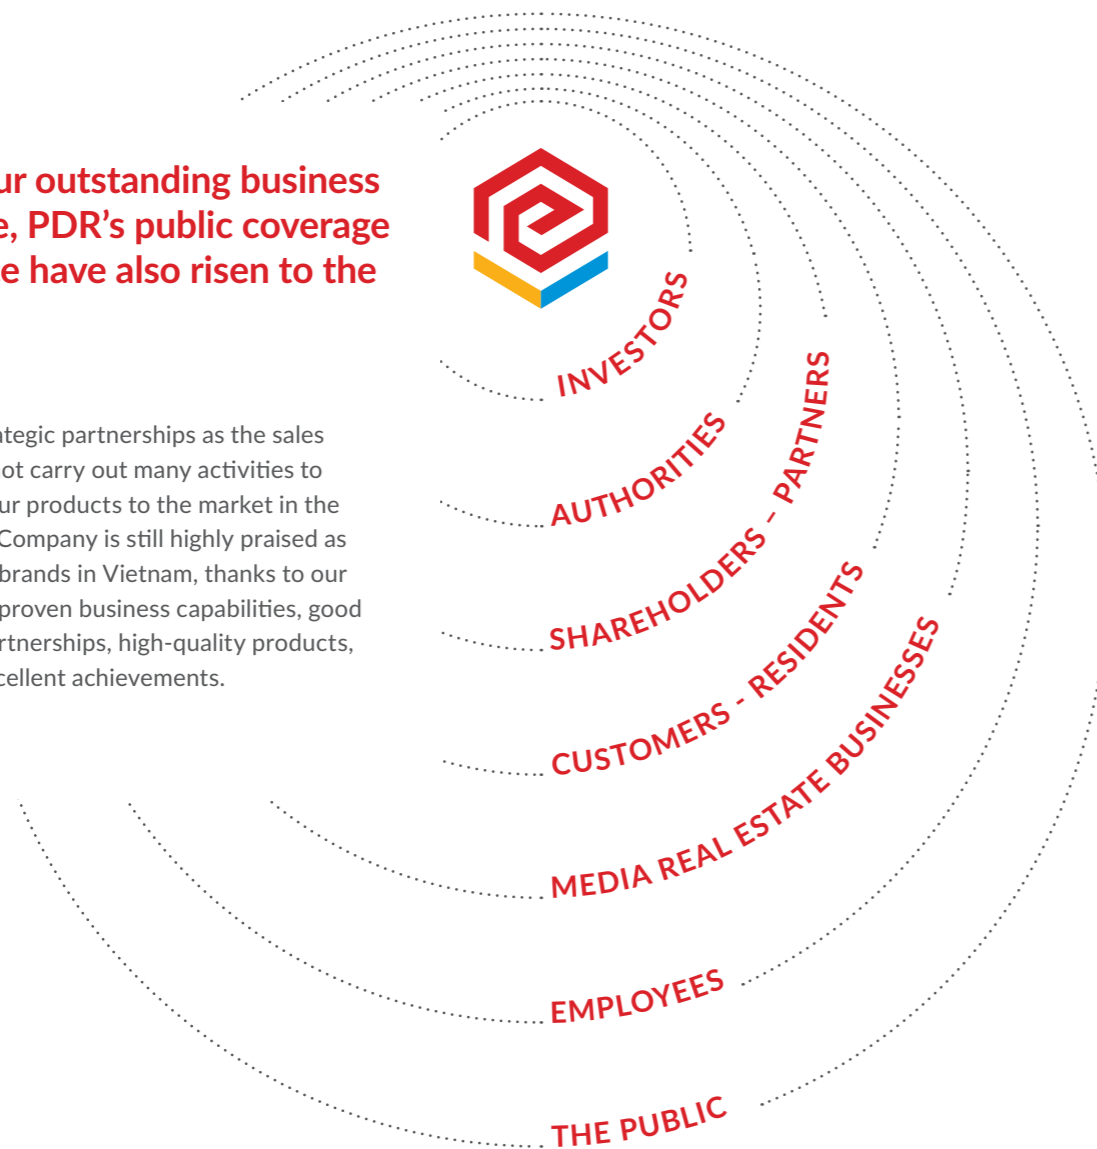 ur outstanding business
e, PDR’s public coverage
e have also risen to the
ategic partnerships as the sales
ot carry out many activities to
ur products to the market in the
Company is still highly praised as
brands in Vietnam, thanks to our
proven business capabilities, good
rtnerships, high-quality products,
cellent achievements.
INVESTORS
AUTHORITIES
SHAREHOLDERS – PARTNERS
CUSTOMERS - RESIDENTS
MEDIA REAL ESTATE BUSINESSES
EMPLOYEES
THE PUBLIC